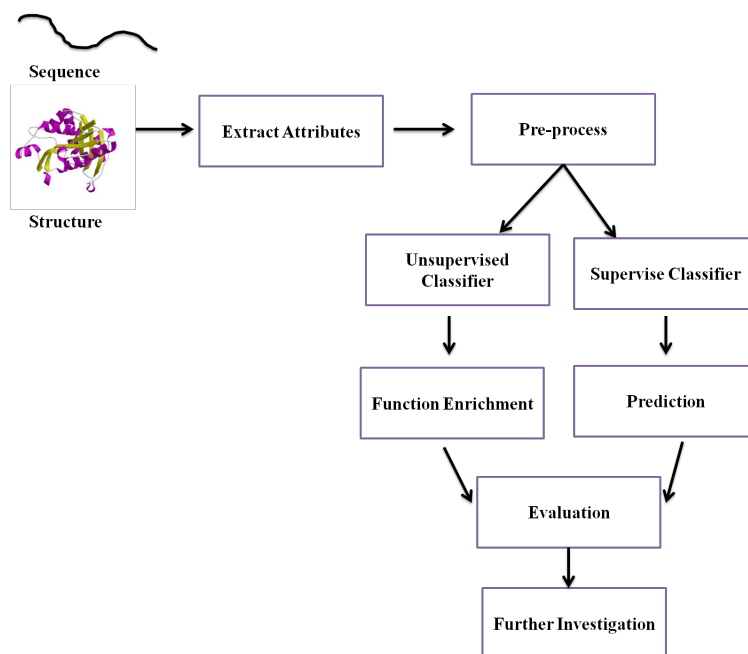 Sequence
Structure
Extract Attributes
Pre-process
Unsupervised
Classifier
Supervise Classifier
Function Enrichment
Prediction
Evaluation
Further Investigation